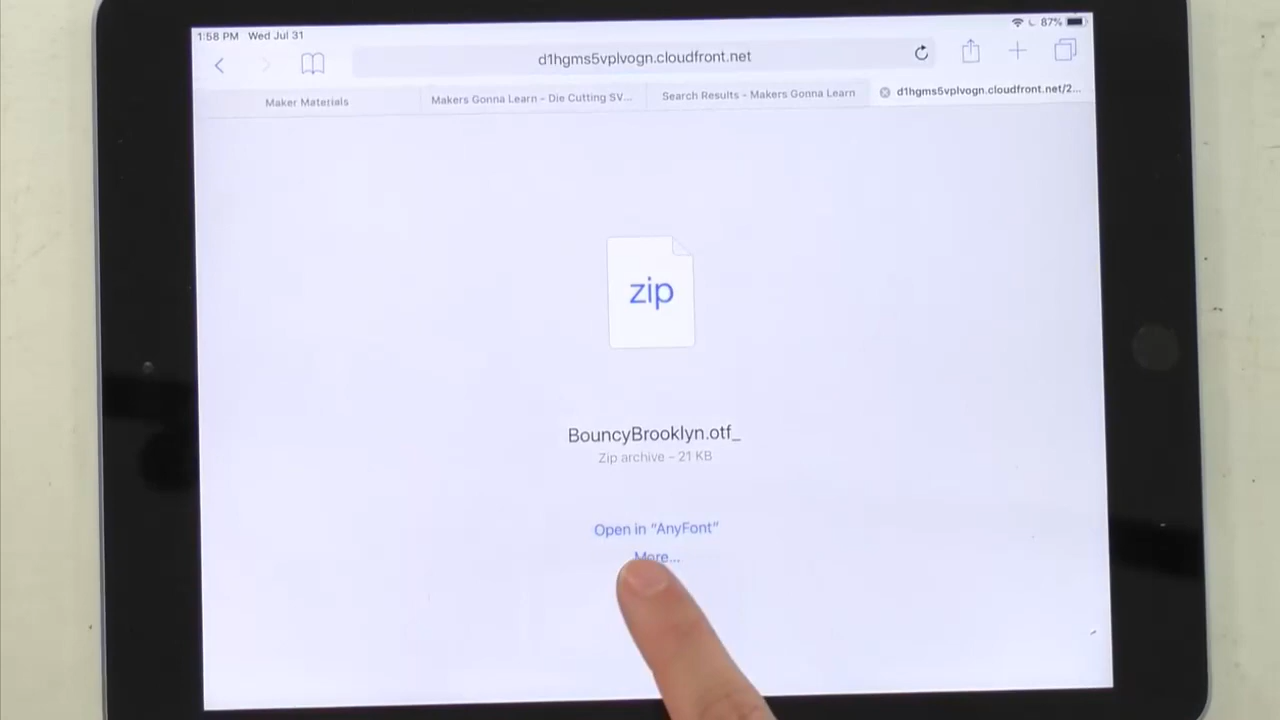 1:58 PM Wed Jul 31
87%
d1hgms5vplvogn.cloudfront.net
Maker Materials
Makers Gonna Learn - Die Cutting SV...
Search Results - Makers Gonna Learn
d1hgms5vplvogn.cloudfront.net/2...
zip
BouncyBrooklyn.otf_
Zip archive – 21 KB
Open in “AnyFont”
More...